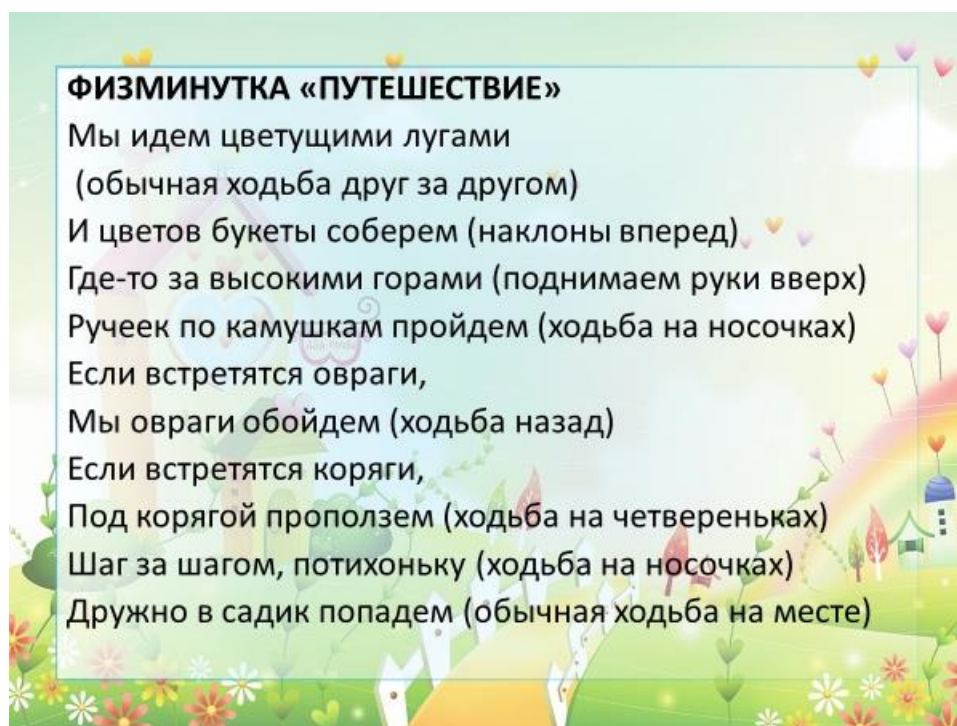 ФИЗМИНУТКА «ПУТЕШЕСТВИЕ»
Мы идем цветущими лугами
(обычная ходьба друг за другом)
И цветов букеты соберем (наклоны вперед)
Где-то за высокими горами (поднимаем руки вверх)
Ручеек по камушкам пройдем (ходьба на носочках)
Если встретятся овраги,
Мы овраги обойдем (ходьба назад)
Если встретятся коряги,
Под корягой проползем (ходьба на четвереньках)
Шаг за шагом, потихоньку (ходьба на носочках)
Дружно в садик попадем (обычная ходьба на месте)